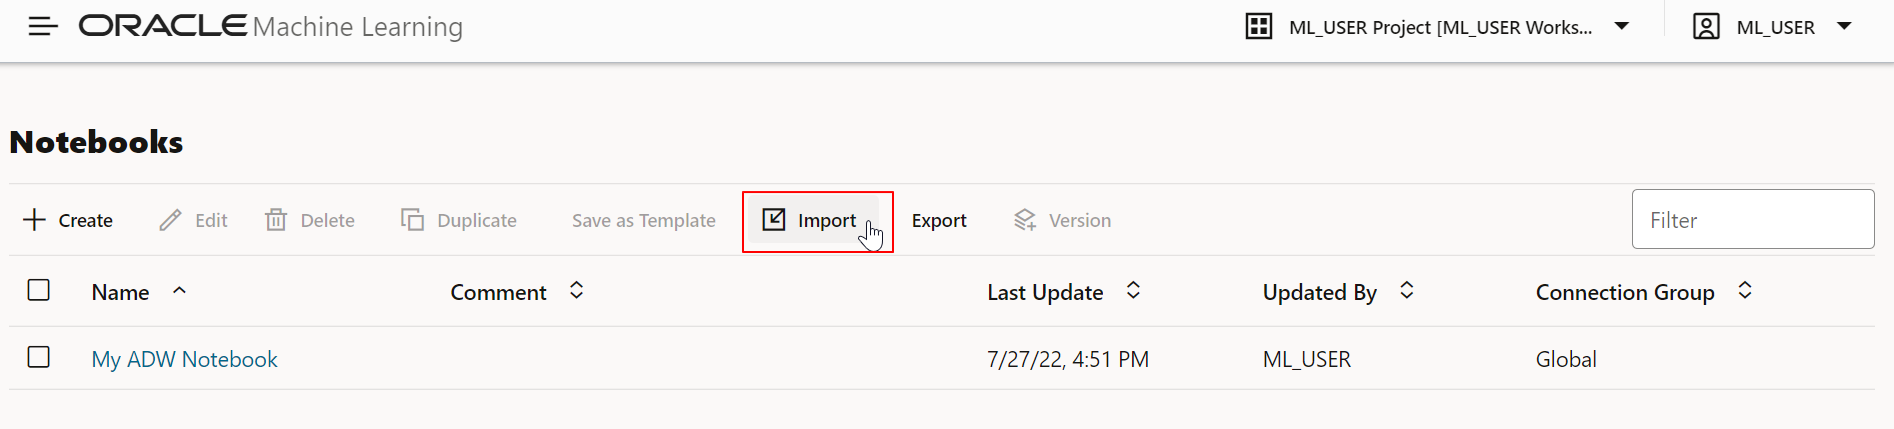 ORACLE Machine Learning ML_USER Project [ML_USER Works... ML_USER
Notebooks
Create Edit Delete Duplicate Save as Template Import Export Version Filter
Name Comment Last Update Updated By Connection Group
My ADW Notebook 7/27/22, 4:51 PM ML_USER Global